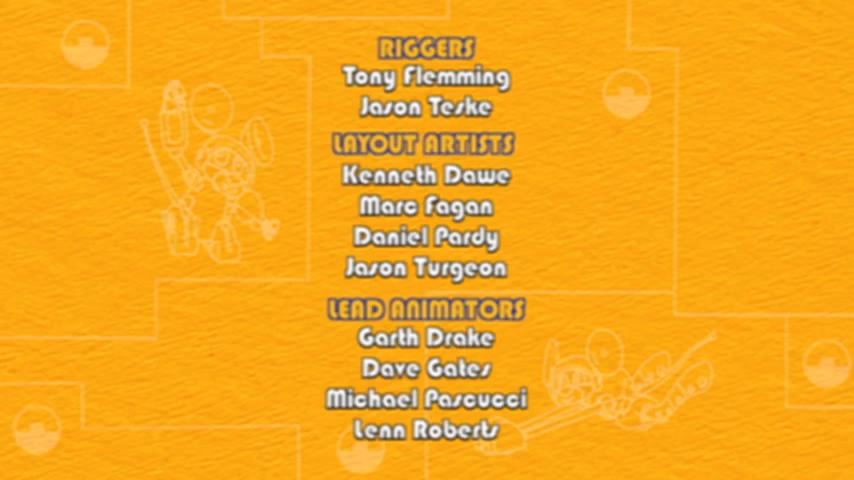 RIGGERS
Tony Flemming
Jason Teske
LAYOUT ARTISTS
Kenneth Dawe
Marc Fagan
Daniel Pardy
Jason Turgeon
LEAD ANIMATORS
Garth Drake
Dave Gates
Michael Pascucci
Lenn Roberts